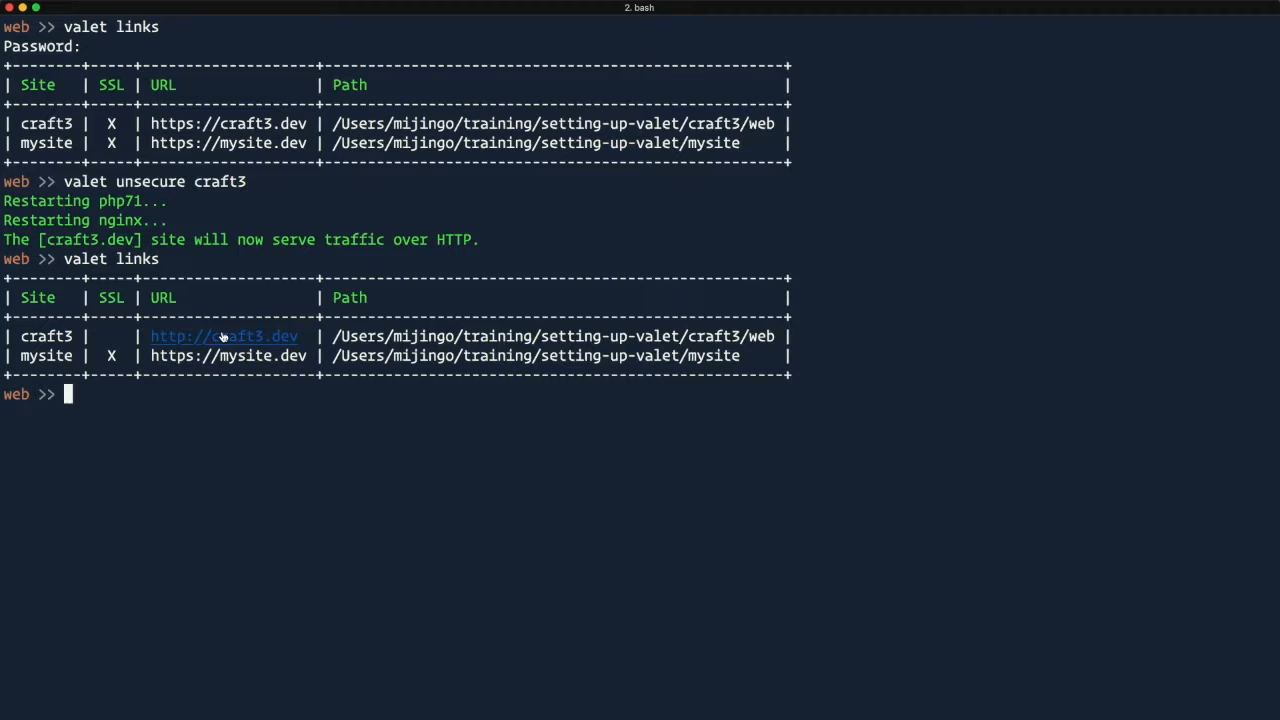 2. bash
web >> valet links
Password:
+--------+-----+--------------------+------------------------------------------------------+
| Site   | SSL | URL                | Path                                                 |
+--------+-----+--------------------+------------------------------------------------------+
| craft3 |  X  | https://craft3.dev | /Users/mijingo/training/setting-up-valet/craft3/web |
| mysite |  X  | https://mysite.dev | /Users/mijingo/training/setting-up-valet/mysite     |
+--------+-----+--------------------+------------------------------------------------------+
web >> valet unsecure craft3
Restarting php71...
Restarting nginx...
The [craft3.dev] site will now serve traffic over HTTP.
web >> valet links
+--------+-----+--------------------+------------------------------------------------------+
| Site   | SSL | URL                | Path                                                 |
+--------+-----+--------------------+------------------------------------------------------+
| craft3 |     | http://craft3.dev  | /Users/mijingo/training/setting-up-valet/craft3/web |
| mysite |  X  | https://mysite.dev | /Users/mijingo/training/setting-up-valet/mysite     |
+--------+-----+--------------------+------------------------------------------------------+
web >>